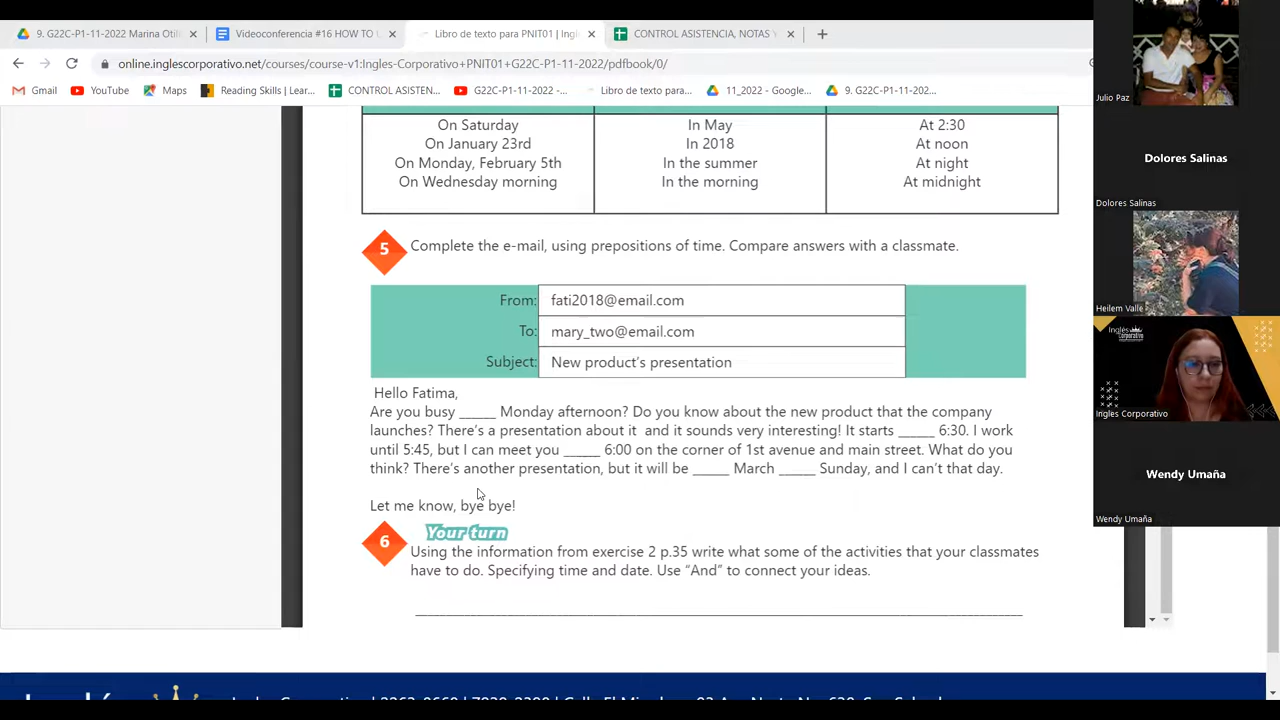 9. G22C-P1-11-2022 Marina Otili
Videoconferencia #16 HOW TO U
Libro de texto para PNIT01 | Ingl
CONTROL ASISTENCIA, NOTAS Y
online.inglescorporativo.net/courses/course-v1:Ingles-Corporativo+PNIT01+G22C-P1-11-2022/pdfbook/0/
Gmail
YouTube
Maps
Reading Skills | Lear...
CONTROL ASISTEN...
G22C-P1-11-2022 -...
Libro de texto para...
11_2022 - Google...
9. G22C-P1-11-202...
On Saturday
On January 23rd
On Monday, February 5th
On Wednesday morning
In May
In 2018
In the summer
In the morning
At 2:30
At noon
At night
At midnight
5 Complete the e-mail, using prepositions of time. Compare answers with a classmate.
From: fati2018@email.com
To: mary_two@email.com
Subject: New product's presentation
Hello Fatima,
Are you busy ______ Monday afternoon? Do you know about the new product that the company
launches? There's a presentation about it and it sounds very interesting! It starts ______ 6:30. I work
until 5:45, but I can meet you ______ 6:00 on the corner of 1st avenue and main street. What do you
think? There's another presentation, but it will be ______ March ______ Sunday, and I can't that day.
Let me know, bye bye!
6 Your turn
Using the information from exercise 2 p.35 write what some of the activities that your classmates
have to do. Specifying time and date. Use “And” to connect your ideas.
Julio Paz
Dolores Salinas
Dolores Salinas
Heilem Valle
Inglés
Corporativo
Ingles Corporativo
Wendy Umaña
Wendy Umaña